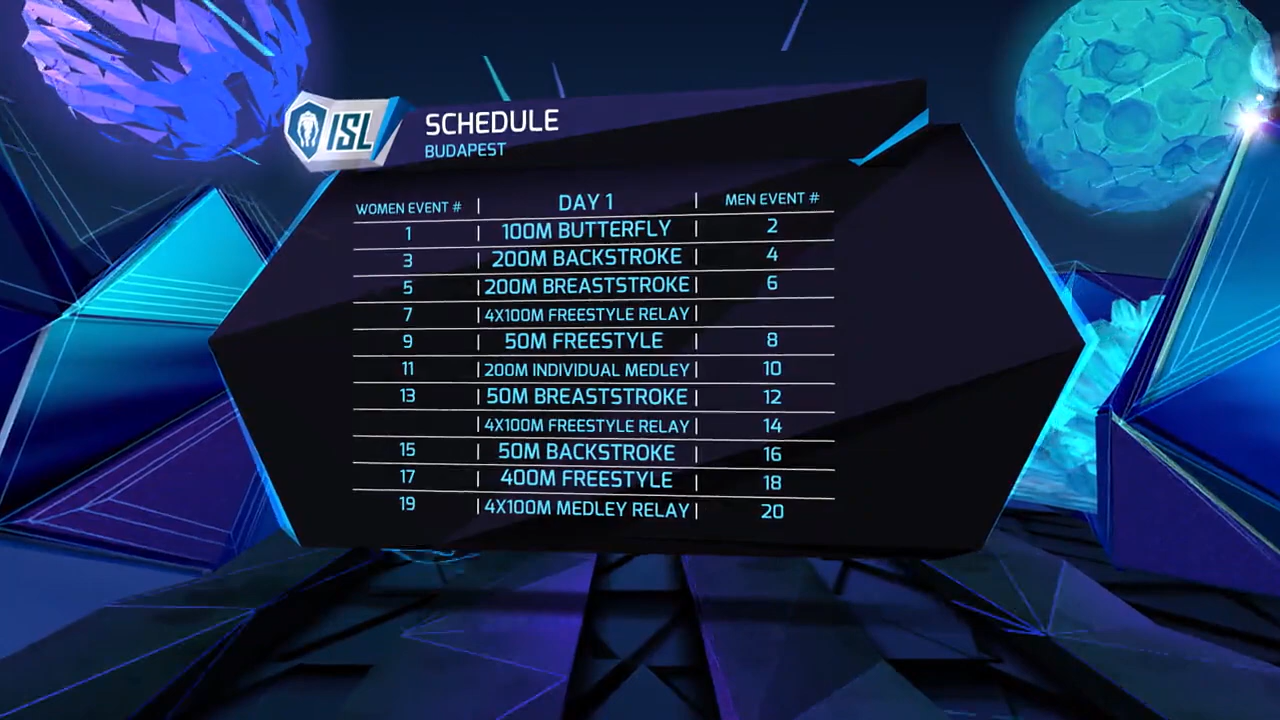 ISL
SCHEDULE
BUDAPEST
WOMEN EVENT # | DAY 1 | MEN EVENT #
1 | 100M BUTTERFLY | 2
3 | 200M BACKSTROKE | 4
5 | 200M BREASTSTROKE | 6
7 | 4X100M FREESTYLE RELAY |
9 | 50M FREESTYLE | 8
11 | 200M INDIVIDUAL MEDLEY | 10
13 | 50M BREASTSTROKE | 12
| 4X100M FREESTYLE RELAY | 14
15 | 50M BACKSTROKE | 16
17 | 400M FREESTYLE | 18
19 | 4X100M MEDLEY RELAY | 20